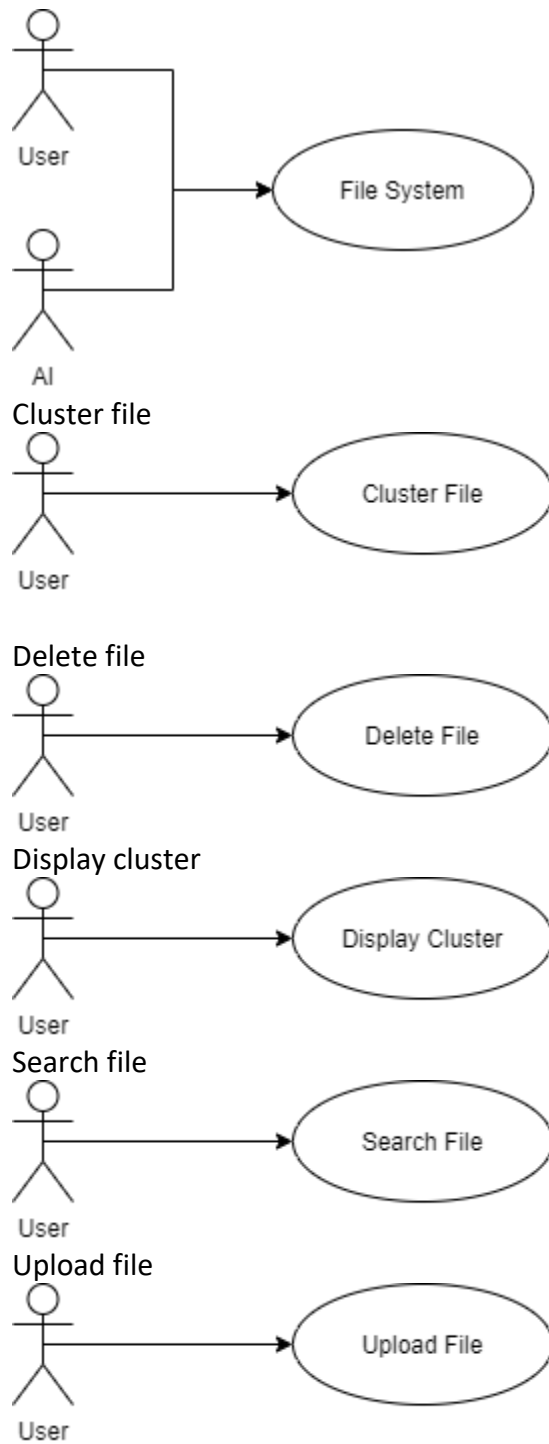 User
File System
AI
Cluster file
Cluster File
User
Delete file
Delete File
User
Display cluster
Display Cluster
User
Search file
Search File
User
Upload file
Upload File
User